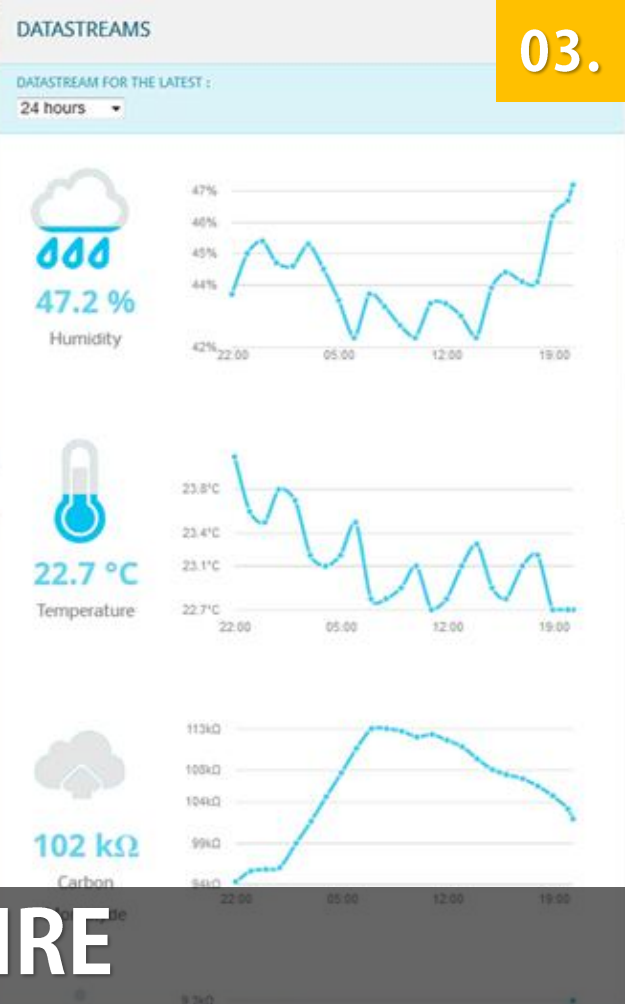 DATASTREAMS
03.
DATASTREAM FOR THE LATEST :
24 hours
47%
46%
45%
44%
42%
22:00 05:00 12:00 19:00
47.2 %
Humidity
23.8°C
23.4°C
23.1°C
22.7°C
22:00 05:00 12:00 19:00
22.7 °C
Temperature
113kΩ
108kΩ
104kΩ
99kΩ
94kΩ
22:00 05:00 12:00 19:00
102 kΩ
Carbon
IRE